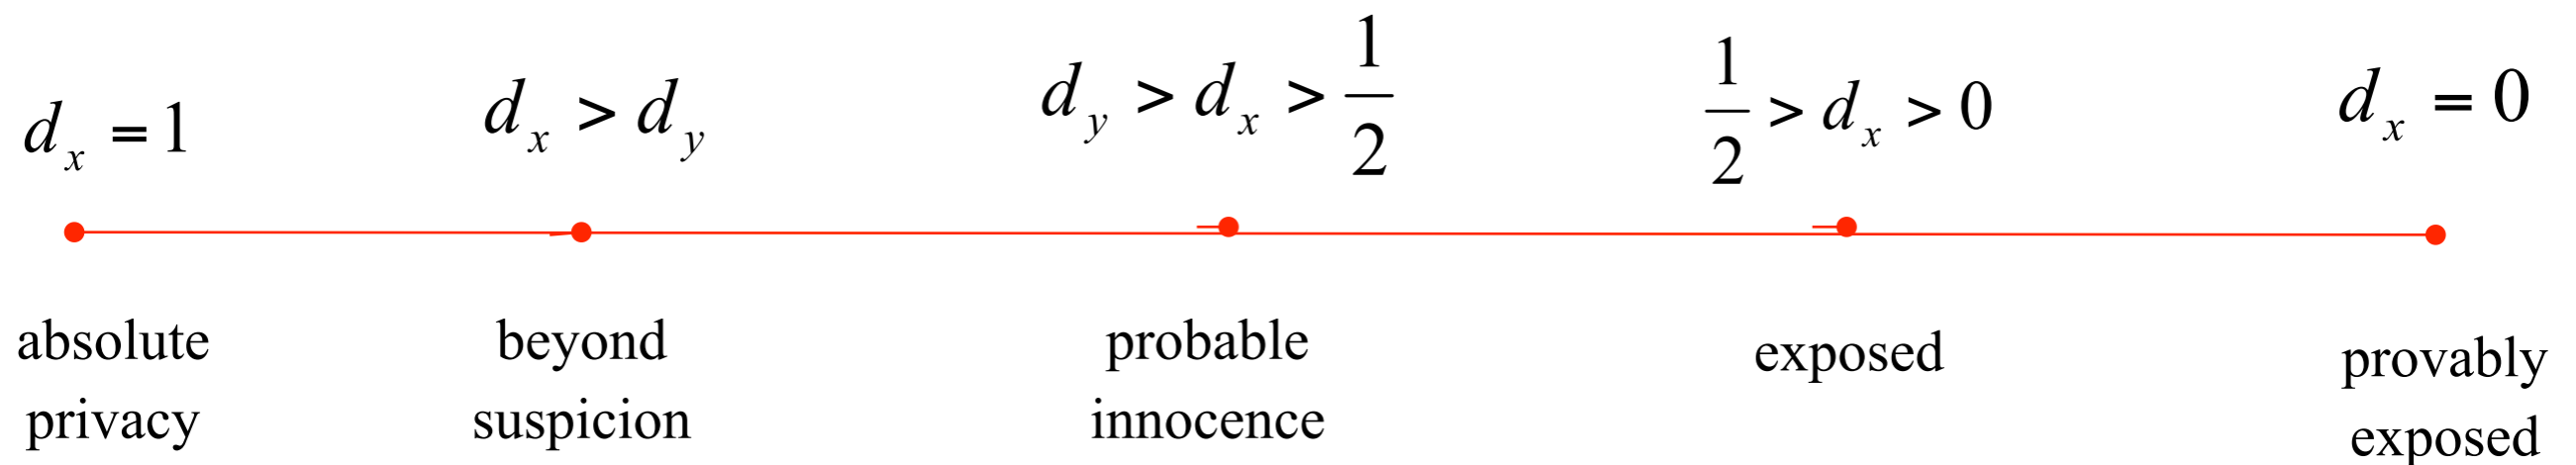 d_x = 1
d_x > d_y
d_y > d_x > 1/2
1/2 > d_x > 0
d_x = 0
absolute
privacy
beyond
suspicion
probable
innocence
exposed
provably
exposed